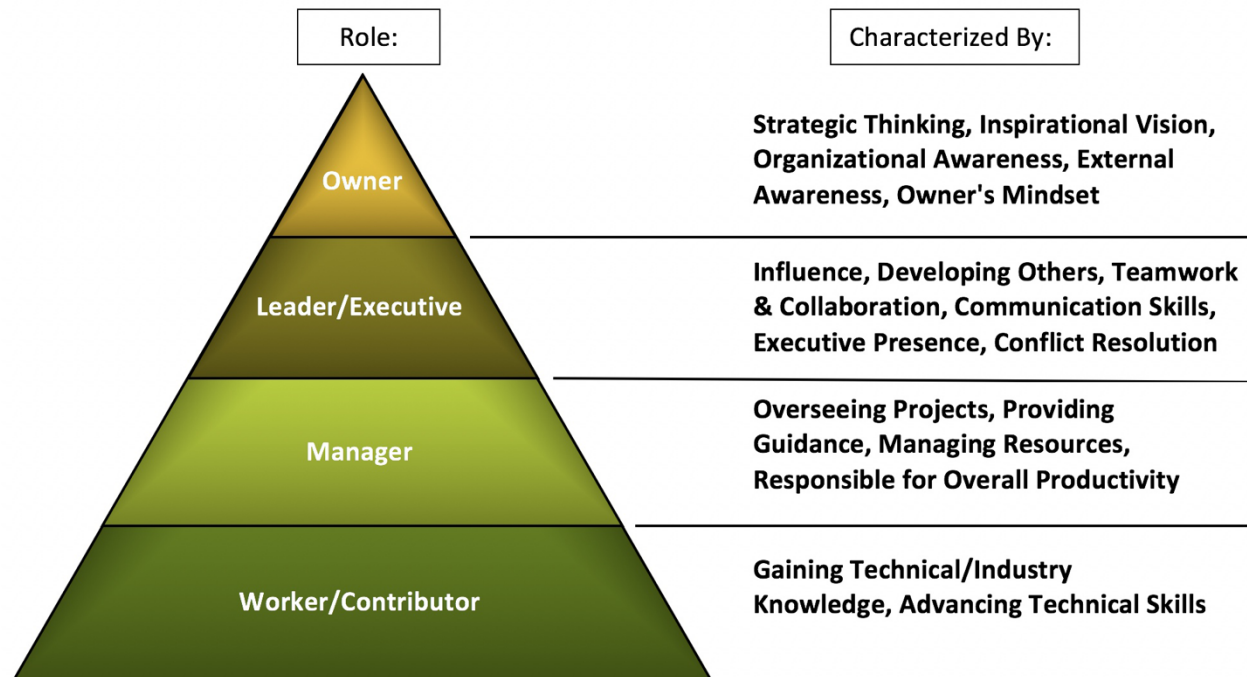 Role:
Characterized By:
Owner
Strategic Thinking, Inspirational Vision,
Organizational Awareness, External
Awareness, Owner's Mindset
Leader/Executive
Influence, Developing Others, Teamwork
& Collaboration, Communication Skills,
Executive Presence, Conflict Resolution
Manager
Overseeing Projects, Providing
Guidance, Managing Resources,
Responsible for Overall Productivity
Worker/Contributor
Gaining Technical/Industry
Knowledge, Advancing Technical Skills